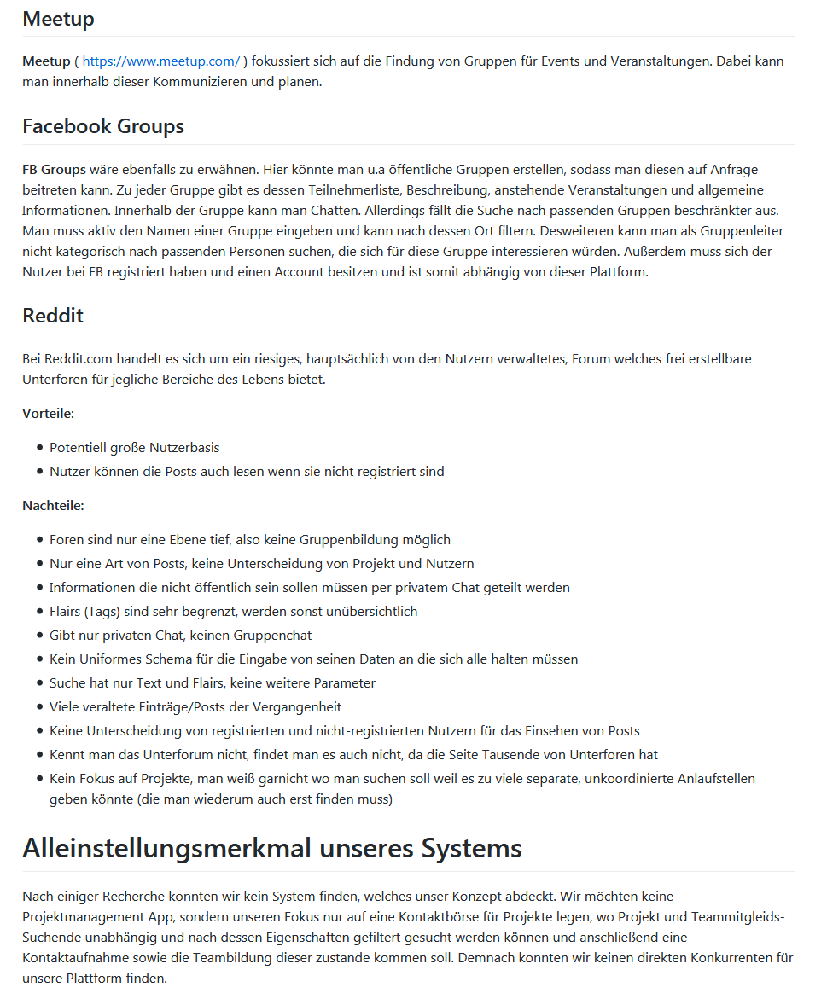 Meetup
Meetup ( https://www.meetup.com/ ) fokussiert sich auf die Findung von Gruppen für Events und Veranstaltungen. Dabei kann
man innerhalb dieser Kommunizieren und planen.
Facebook Groups
FB Groups wäre ebenfalls zu erwähnen. Hier könnte man u.a öffentliche Gruppen erstellen, sodass man diesen auf Anfrage
beitreten kann. Zu jeder Gruppe gibt es dessen Teilnehmerliste, Beschreibung, anstehende Veranstaltungen und allgemeine
Informationen. Innerhalb der Gruppe kann man Chatten. Allerdings fällt die Suche nach passenden Gruppen beschränkter aus.
Man muss aktiv den Namen einer Gruppe eingeben und kann nach dessen Ort filtern. Desweiteren kann man als Gruppenleiter
nicht kategorisch nach passenden Personen suchen, die sich für diese Gruppe interessieren würden. Außerdem muss sich der
Nutzer bei FB registriert haben und einen Account besitzen und ist somit abhängig von dieser Plattform.
Reddit
Bei Reddit.com handelt es sich um ein riesiges, hauptsächlich von den Nutzern verwaltetes, Forum welches frei erstellbare
Unterforen für jegliche Bereiche des Lebens bietet.
Vorteile:
• Potentiell große Nutzerbasis
• Nutzer können die Posts auch lesen wenn sie nicht registriert sind
Nachteile:
• Foren sind nur eine Ebene tief, also keine Gruppenbildung möglich
• Nur eine Art von Posts, keine Unterscheidung von Projekt und Nutzern
• Informationen die nicht öffentlich sein sollen müssen per privatem Chat geteilt werden
• Flairs (Tags) sind sehr begrenzt, werden sonst unübersichtlich
• Gibt nur privaten Chat, keinen Gruppenchat
• Kein Uniformes Schema für die Eingabe von seinen Daten an die sich alle halten müssen
• Suche hat nur Text und Flairs, keine weitere Parameter
• Viele veraltete Einträge/Posts der Vergangenheit
• Keine Unterscheidung von registrierten und nicht-registrierten Nutzern für das Einsehen von Posts
• Kennt man das Unterforum nicht, findet man es auch nicht, da die Seite Tausende von Unterforen hat
• Kein Fokus auf Projekte, man weiß garnicht wo man suchen soll weil es zu viele separate, unkoordinierte Anlaufstellen
geben könnte (die man wiederum auch erst finden muss)
Alleinstellungsmerkmal unseres Systems
Nach einiger Recherche konnten wir kein System finden, welches unser Konzept abdeckt. Wir möchten keine
Projektmanagement App, sondern unseren Fokus nur auf eine Kontaktbörse für Projekte legen, wo Projekt und Teammitgleids-
Suchende unabhängig und nach dessen Eigenschaften gefiltert gesucht werden können und anschließend eine
Kontaktaufnahme sowie die Teambildung dieser zustande kommen soll. Demnach konnten wir keinen direkten Konkurrenten für
unsere Plattform finden.